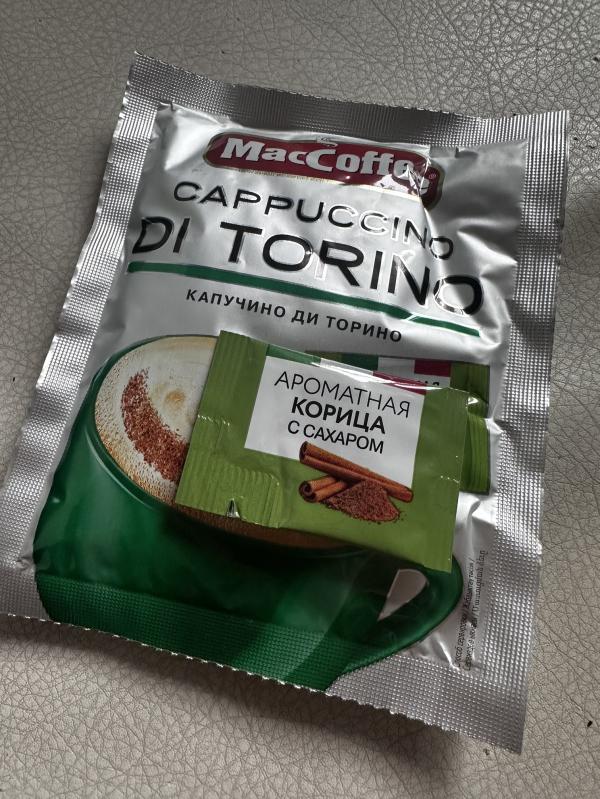 MacCoffee®
CAPPUCCINO
DI TORINO
КАПУЧИНО ДИ ТОРИНО
АРОМАТНАЯ
КОРИЦА
С САХАРОМ